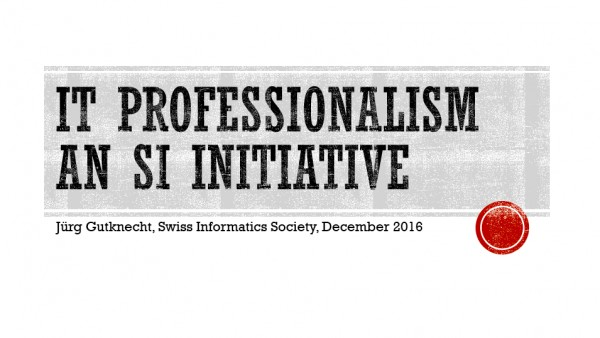 IT PROFESSIONALISM
AN SI INITIATIVE
Jürg Gutknecht, Swiss Informatics Society, December 2016